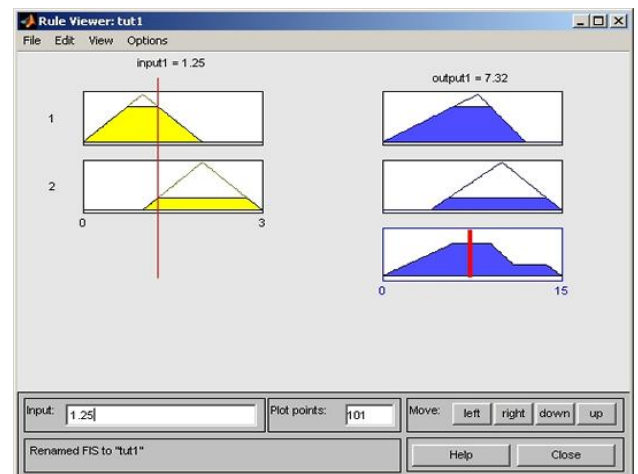 Rule Viewer: tut1
File Edit View Options
input1 = 1.25
output1 = 7.32
1
2
0 3
0 15
Input: 1.25 Plot points: 101 Move: left right down up
Renamed FIS to "tut1" Help Close